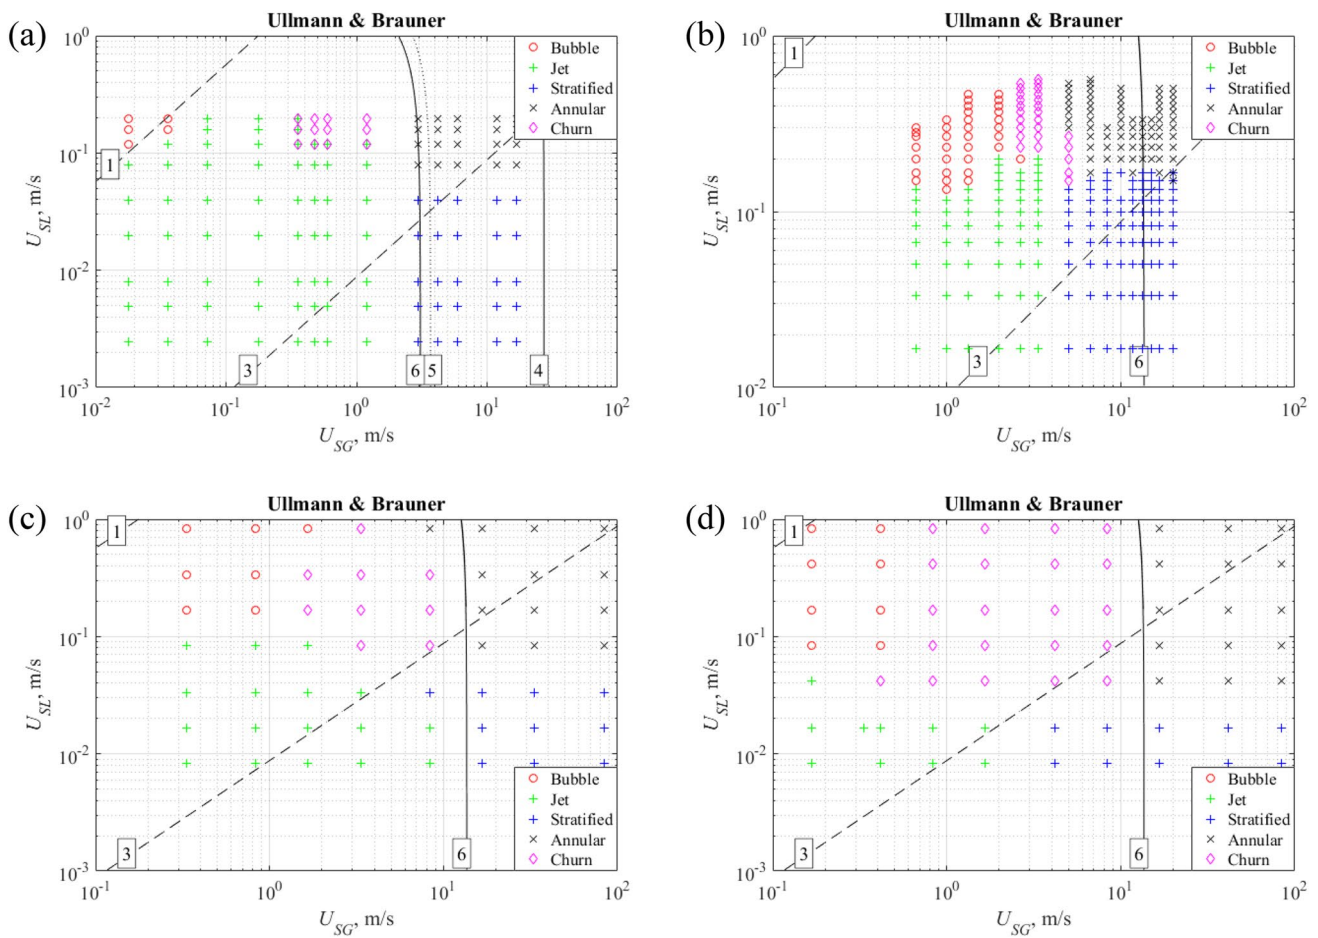 (a)
Ullmann & Brauner
10^0
10^-1
10^-2
10^-3
U_SL, m/s
10^-2
10^-1
10^0
10^1
10^2
U_SG, m/s
1
3
6
5
4
Bubble
Jet
Stratified
Annular
Churn
(b)
Ullmann & Brauner
10^0
10^-1
10^-2
U_SL, m/s
10^-1
10^0
10^1
10^2
U_SG, m/s
1
3
6
Bubble
Jet
Stratified
Annular
Churn
(c)
Ullmann & Brauner
10^0
10^-1
10^-2
10^-3
U_SL, m/s
10^-1
10^0
10^1
10^2
U_SG, m/s
1
3
6
Bubble
Jet
Stratified
Annular
Churn
(d)
Ullmann & Brauner
10^0
10^-1
10^-2
10^-3
U_SL, m/s
10^-1
10^0
10^1
10^2
U_SG, m/s
1
3
6
Bubble
Jet
Stratified
Annular
Churn